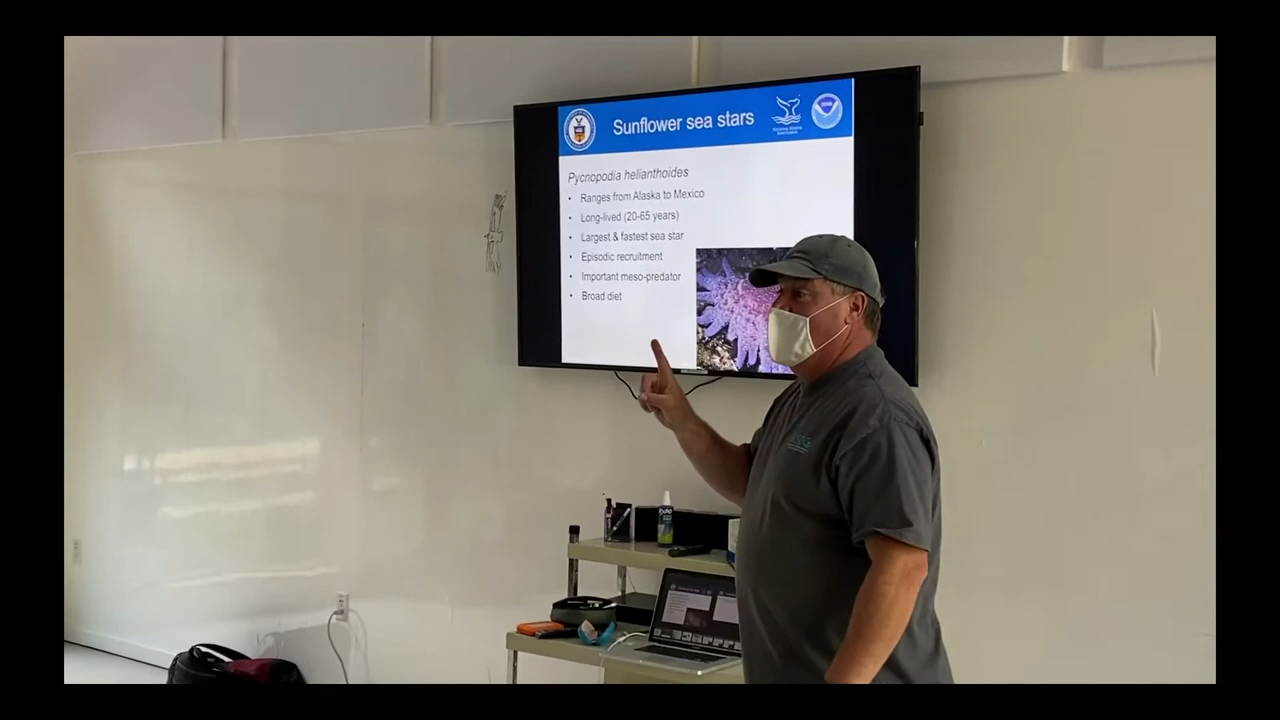 Sunflower sea stars
Pycnopodia helianthoides
• Ranges from Alaska to Mexico
• Long-lived (20-65 years)
• Largest & fastest sea star
• Episodic recruitment
• Important meso-predator
• Broad diet